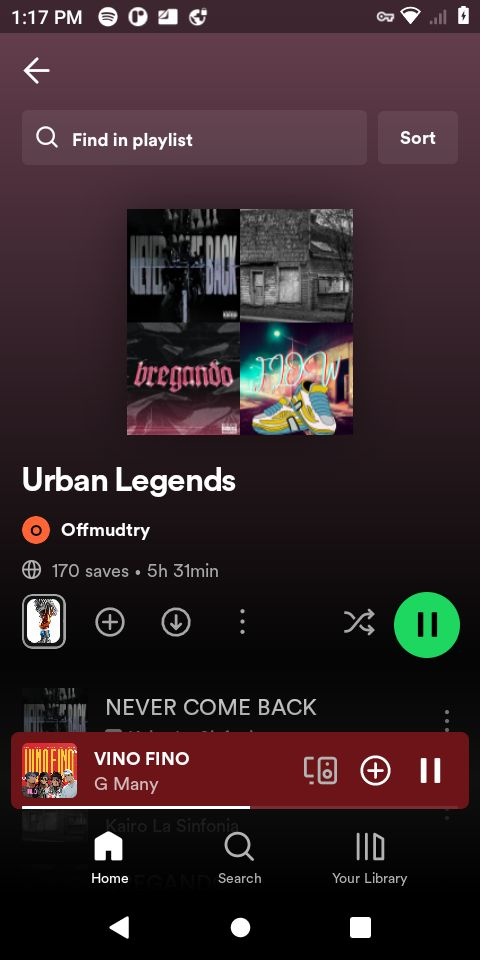 1:17 PM
Find in playlist
Sort
NEVER COME BACK
bregando
FLOW
Urban Legends
O Offmudtry
170 saves • 5h 31min
NEVER COME BACK
VINO FINO
G Many
Kairo La Sinfonia
Home
Search
Your Library